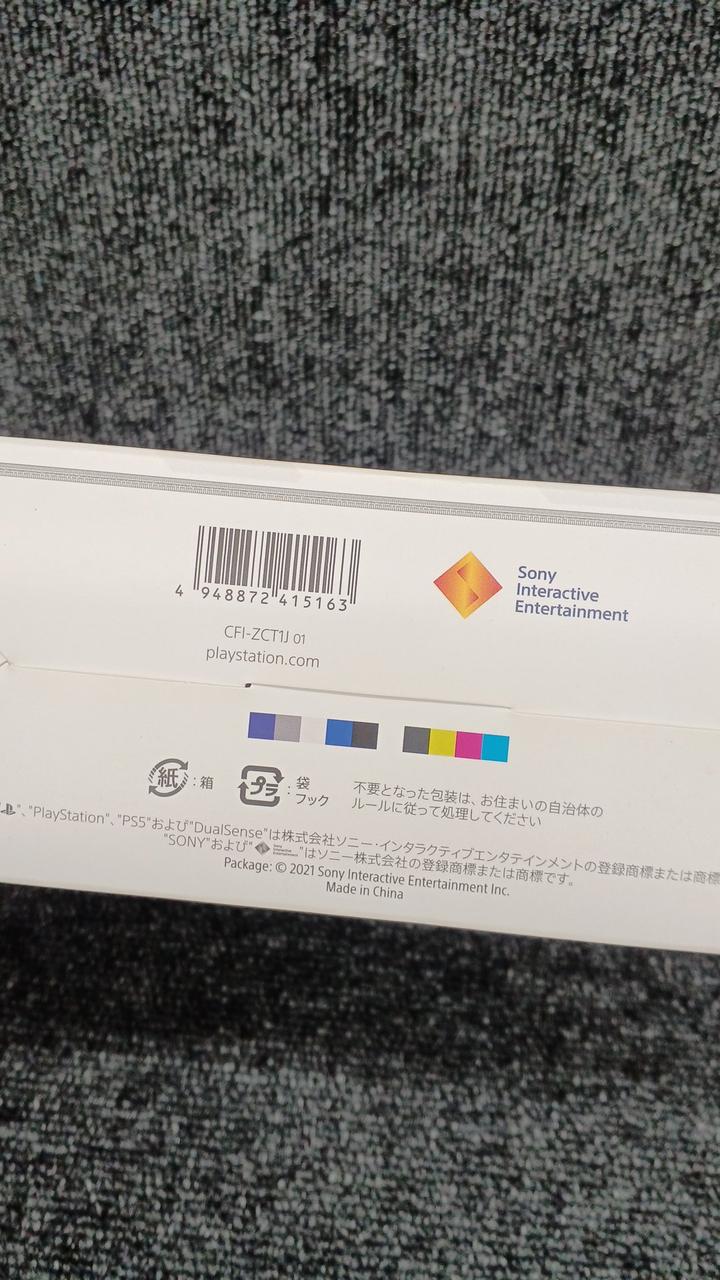 4 948872 415163
Sony
Interactive
Entertainment
CFI-ZCT1J 01
playstation.com
紙 : 箱
プラ : 袋
フック
不要となった包装は、お住まいの自治体の
ルールに従って処理してください
"、"PlayStation"、"PS5"および"DualSense"は株式会社ソニー・インタラクティブエンタテインメントの登録商標または商標
"SONY"および" "はソニー株式会社の登録商標または商標です。
Package: © 2021 Sony Interactive Entertainment Inc.
Made in China